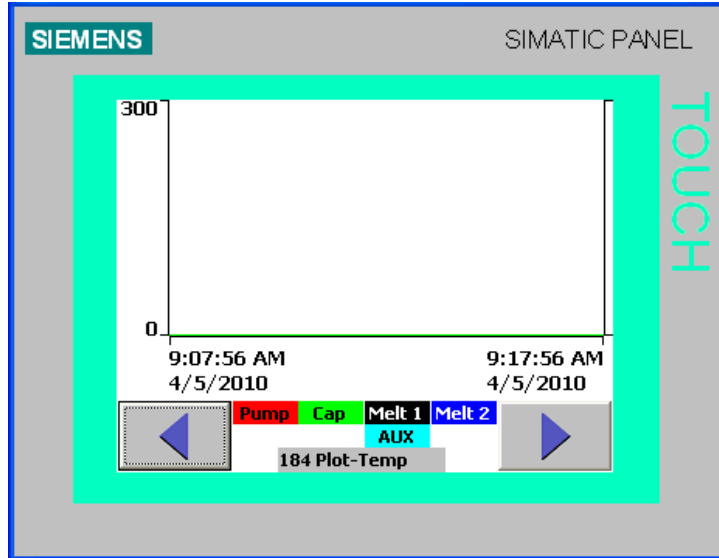 SIEMENS
SIMATIC PANEL
TOUCH
300
0
9:07:56 AM 9:17:56 AM
4/5/2010 4/5/2010
Pump Cap Melt 1 Melt 2
AUX
184 Plot-Temp